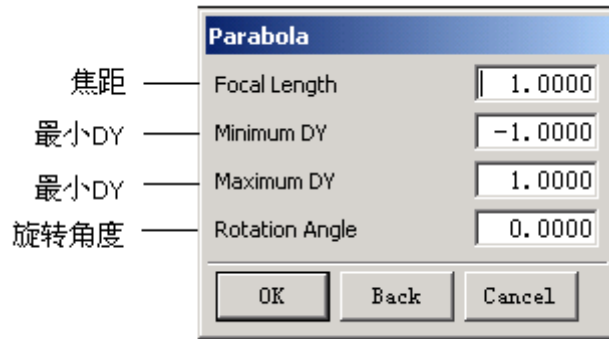 Parabola
焦距 Focal Length 1.0000
最小DY Minimum DY -1.0000
最小DY Maximum DY 1.0000
旋转角度 Rotation Angle 0.0000
OK Back Cancel